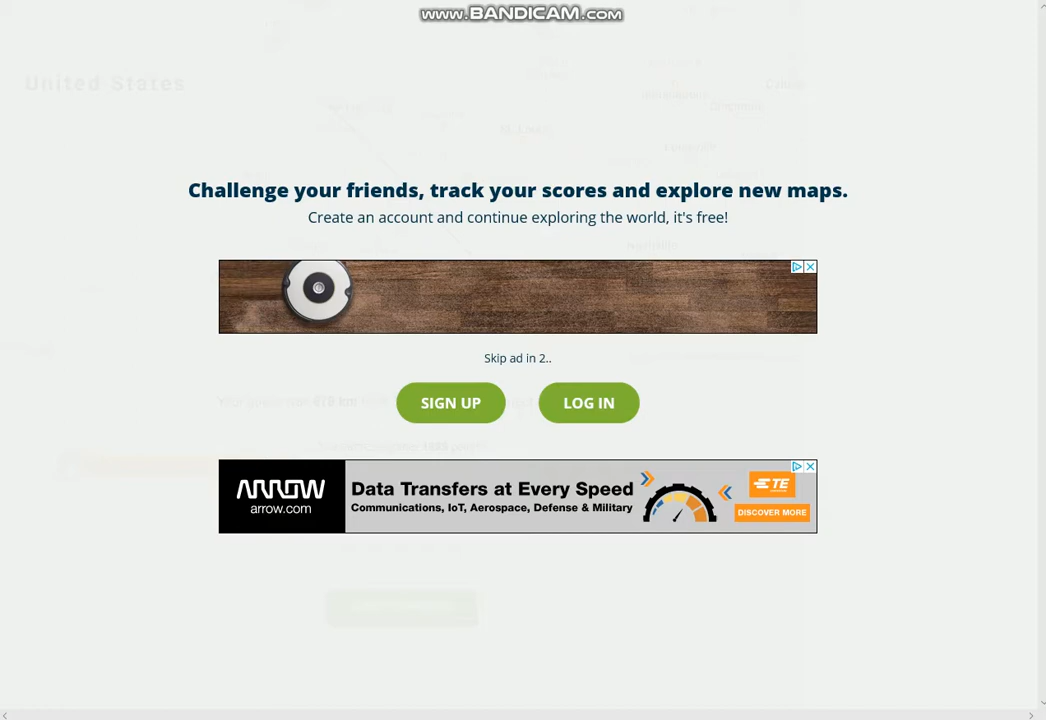 www.BANDICAM.com
United States
Challenge your friends, track your scores and explore new maps.
Create an account and continue exploring the world, it's free!
Skip ad in 2..
SIGN UP
LOG IN
ARROW
arrow.com
Data Transfers at Every Speed
Communications, IoT, Aerospace, Defense & Military
TE
DISCOVER MORE